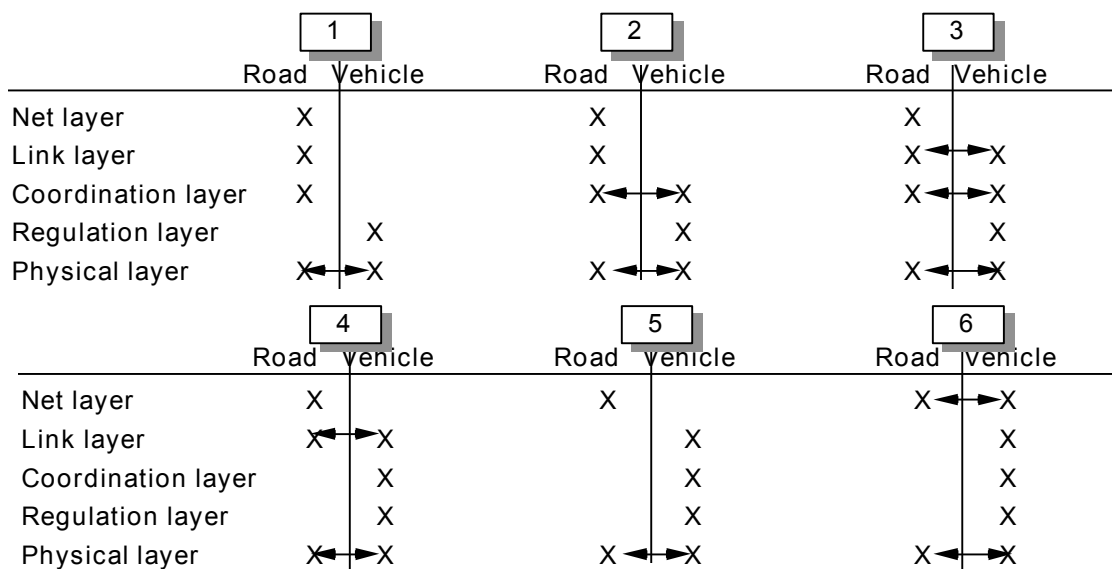 1 2 3
Road Vehicle Road Vehicle Road Vehicle
Net layer X X X
Link layer X X X X
Coordination layer X X X X X
Regulation layer X X X
Physical layer X X X X X X
4 5 6
Road Vehicle Road Vehicle Road Vehicle
Net layer X X X X
Link layer X X X X
Coordination layer X X X
Regulation layer X X X
Physical layer X X X X X X